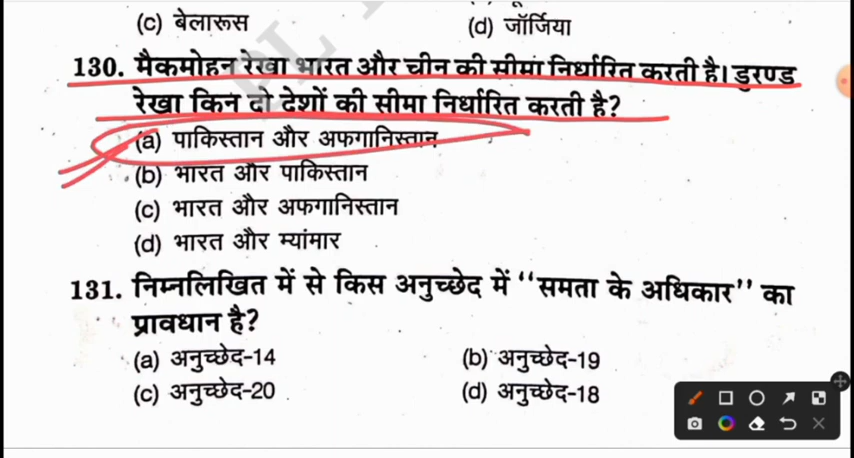 (c) बेलारूस (d) जॉर्जिया
130. मैकमोहन रेखा भारत और चीन की सीमा निर्धारित करती है। डुरण्ड
रेखा किन दो देशों की सीमा निर्धारित करती है?
(a) पाकिस्तान और अफगानिस्तान
(b) भारत और पाकिस्तान
(c) भारत और अफगानिस्तान
(d) भारत और म्यांमार
131. निम्नलिखित में से किस अनुच्छेद में ‘‘समता के अधिकार’’ का
प्रावधान है?
(a) अनुच्छेद-14 (b) अनुच्छेद-19
(c) अनुच्छेद-20 (d) अनुच्छेद-18